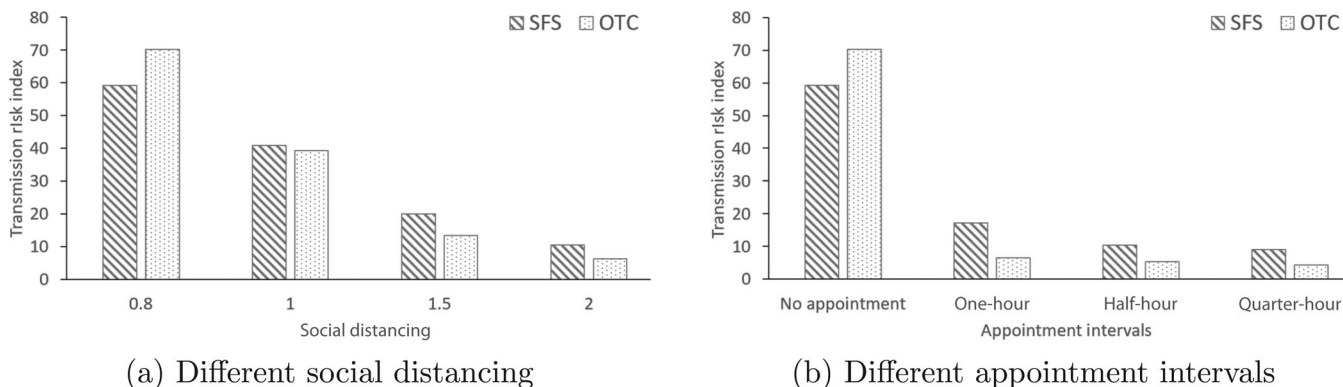 80
70
60
50
40
30
20
10
0
Transmission rIsk index
SFS OTC
0.8 1 1.5 2
Social distancing
(a) Different social distancing
80
70
60
50
40
30
20
10
0
Transmission rIsk index
SFS OTC
No appointment One-hour Half-hour Quarter-hour
Appointment intervals
(b) Different appointment intervals